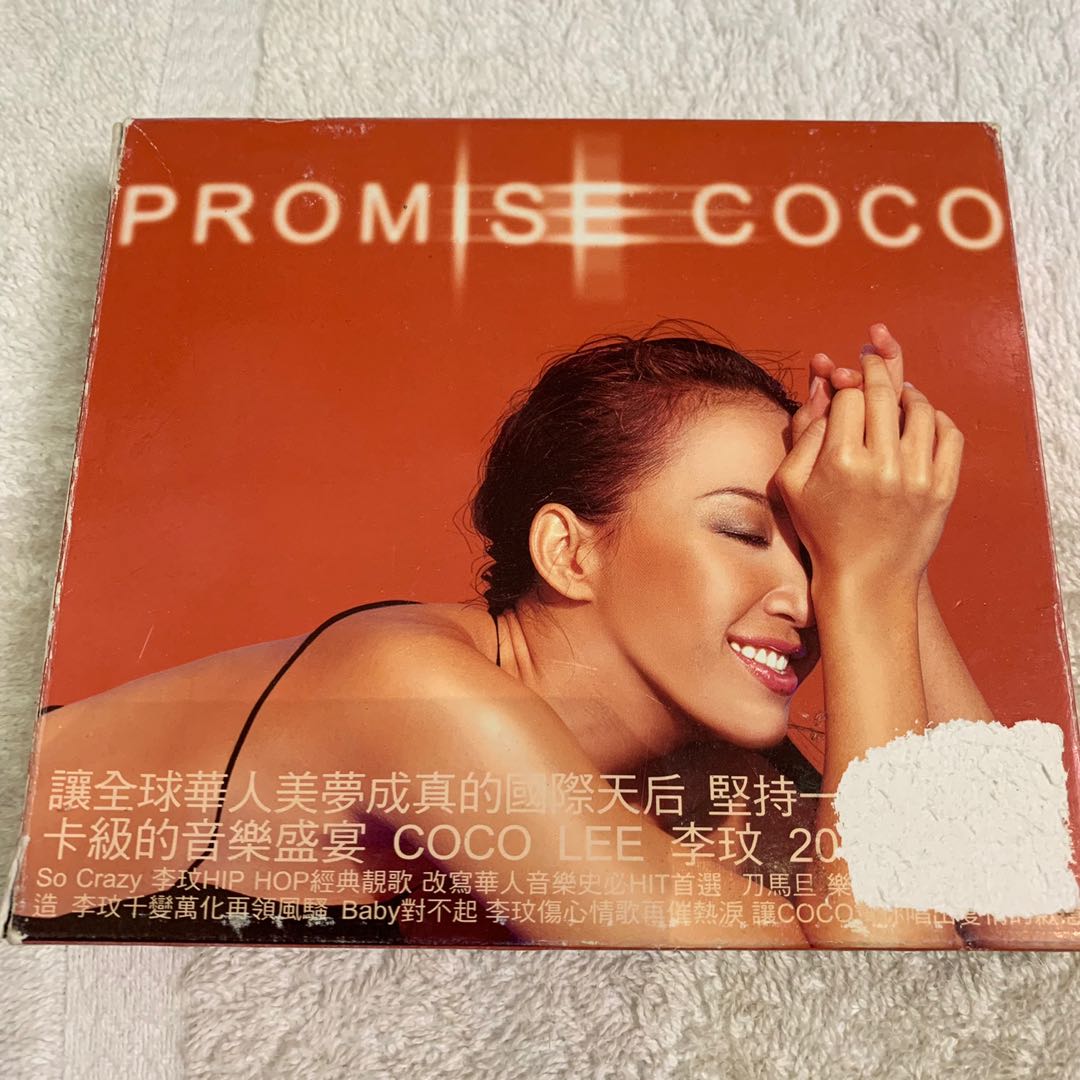 PROMISE COCO
讓全球華人美夢成真的國際天后 堅持一
卡級的音樂盛宴 COCO LEE 李玟 20
So Crazy 李玟HIP HOP經典靚歌 改寫華人音樂史必HIT首選 刀馬旦 樂
造 李玟千變萬化再領風騷 Baby對不起 李玟傷心情歌再催熱淚 讓COCO